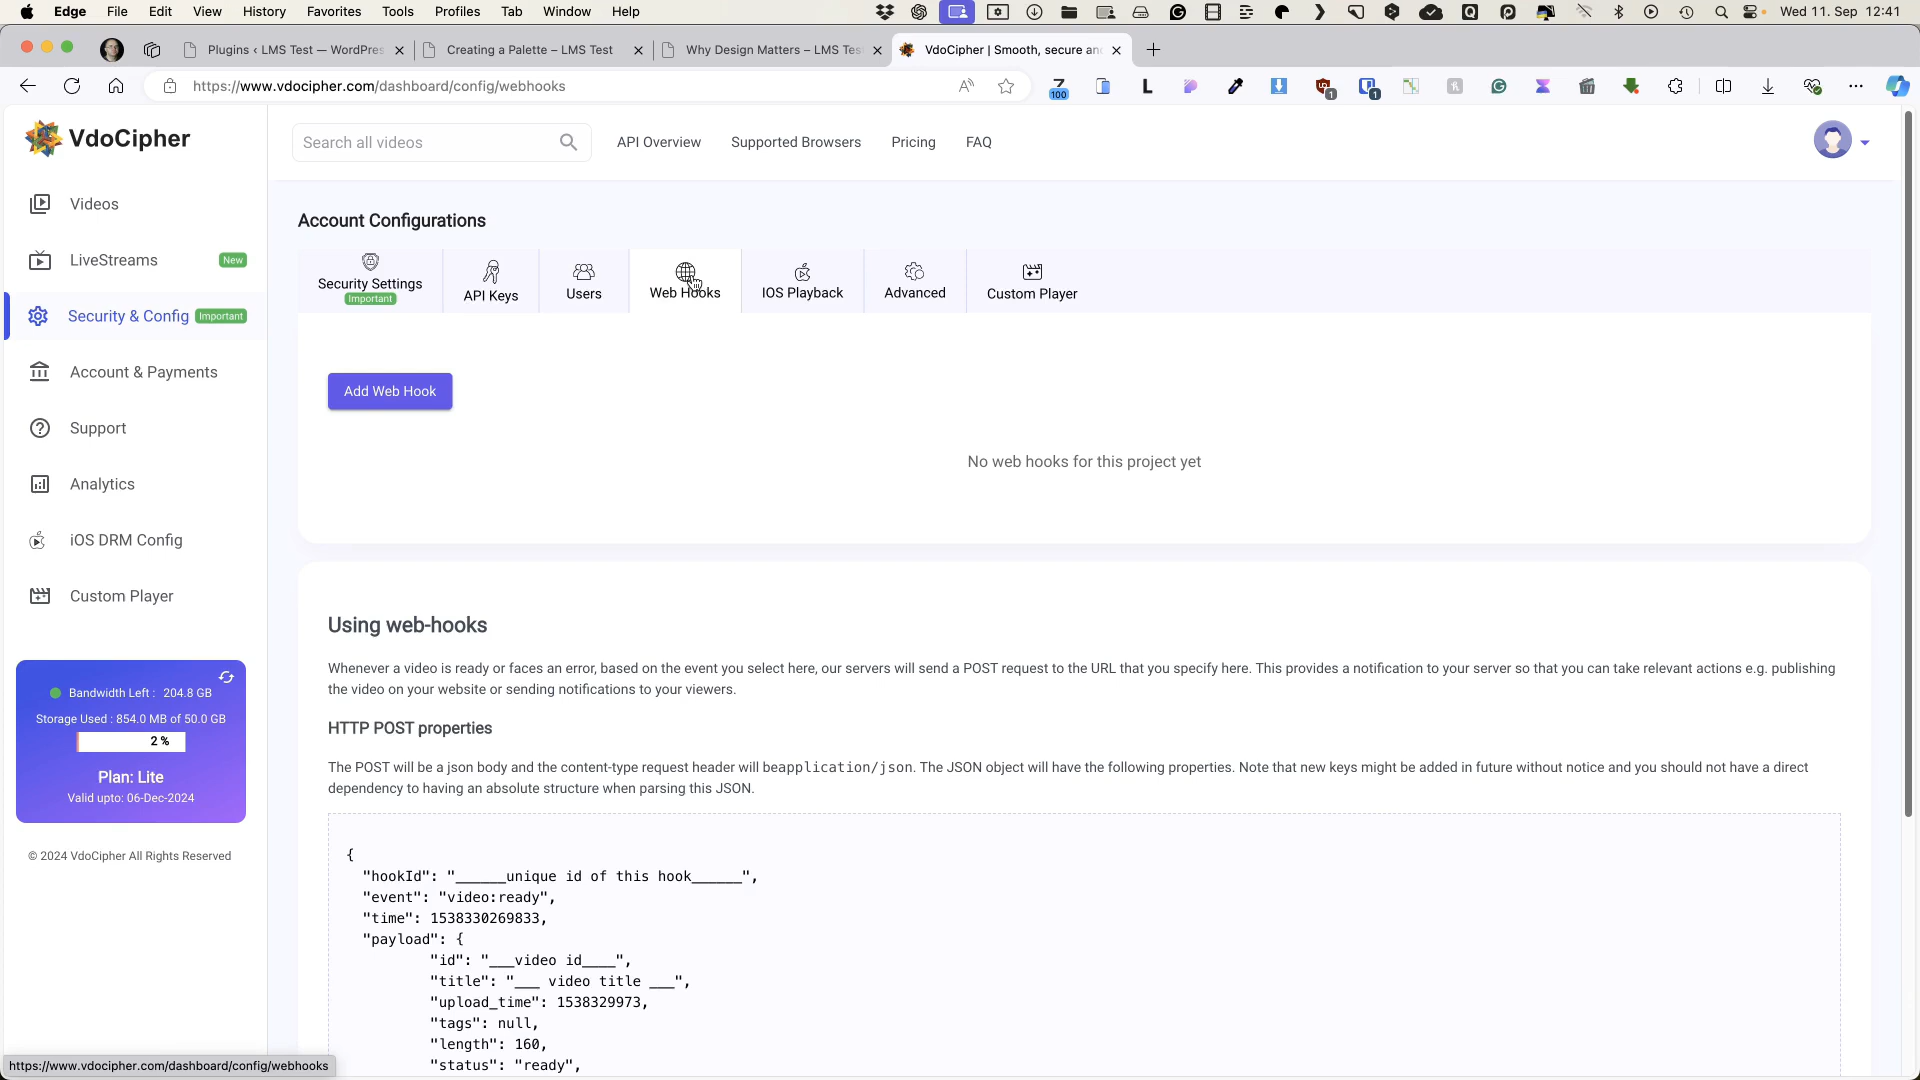 Edge File Edit View History Favorites Tools Profiles Tab Window Help
Wed 11. Sep 12:41
Plugins ‹ LMS Test — WordPres
Creating a Palette – LMS Test
Why Design Matters – LMS Tes
VdoCipher | Smooth, secure an
https://www.vdocipher.com/dashboard/config/webhooks
100
1
1
VdoCipher
Search all videos
API Overview
Supported Browsers
Pricing
FAQ
Videos
LiveStreams New
Security & Config Important
Account & Payments
Support
Analytics
iOS DRM Config
Custom Player
Bandwidth Left : 204.8 GB
Storage Used : 854.0 MB of 50.0 GB
2 %
Plan: Lite
Valid upto: 06-Dec-2024
© 2024 VdoCipher All Rights Reserved
Account Configurations
Security Settings
Important
API Keys
Users
Web Hooks
IOS Playback
Advanced
Custom Player
Add Web Hook
No web hooks for this project yet
Using web-hooks
Whenever a video is ready or faces an error, based on the event you select here, our servers will send a POST request to the URL that you specify here. This provides a notification to your server so that you can take relevant actions e.g. publishing
the video on your website or sending notifications to your viewers.
HTTP POST properties
The POST will be a json body and the content-type request header will beapplication/json. The JSON object will have the following properties. Note that new keys might be added in future without notice and you should not have a direct
dependency to having an absolute structure when parsing this JSON.
{
"hookId": "______unique id of this hook______",
"event": "video:ready",
"time": 1538330269833,
"payload": {
"id": "___video id____",
"title": "___ video title ___",
"upload_time": 1538329973,
"tags": null,
"length": 160,
"status": "ready",
https://www.vdocipher.com/dashboard/config/webhooks